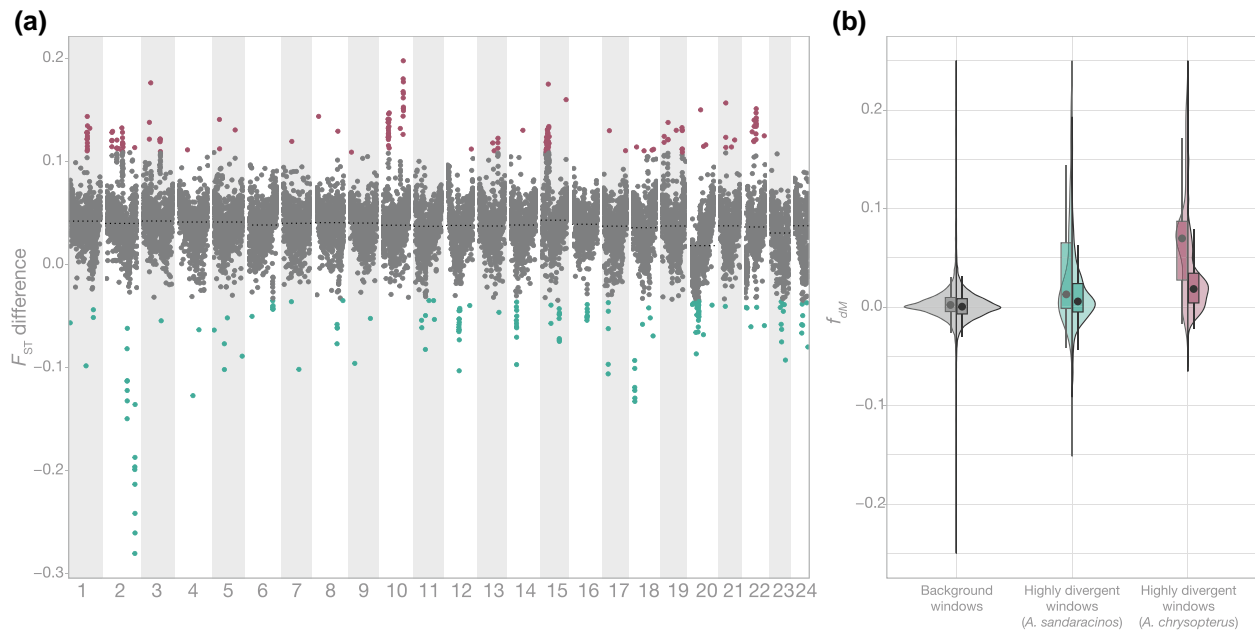 (a)
F_ST difference
0.2
0.1
0.0
−0.1
−0.2
−0.3
1 2 3 4 5 6 7 8 9 10 11 12 13 14 15 16 17 18 19 20 21 22 23 24
(b)
f_dM
0.2
0.1
0.0
−0.1
−0.2
Background
windows
Highly divergent
windows
(A. sandaracinos)
Highly divergent
windows
(A. chrysopterus)